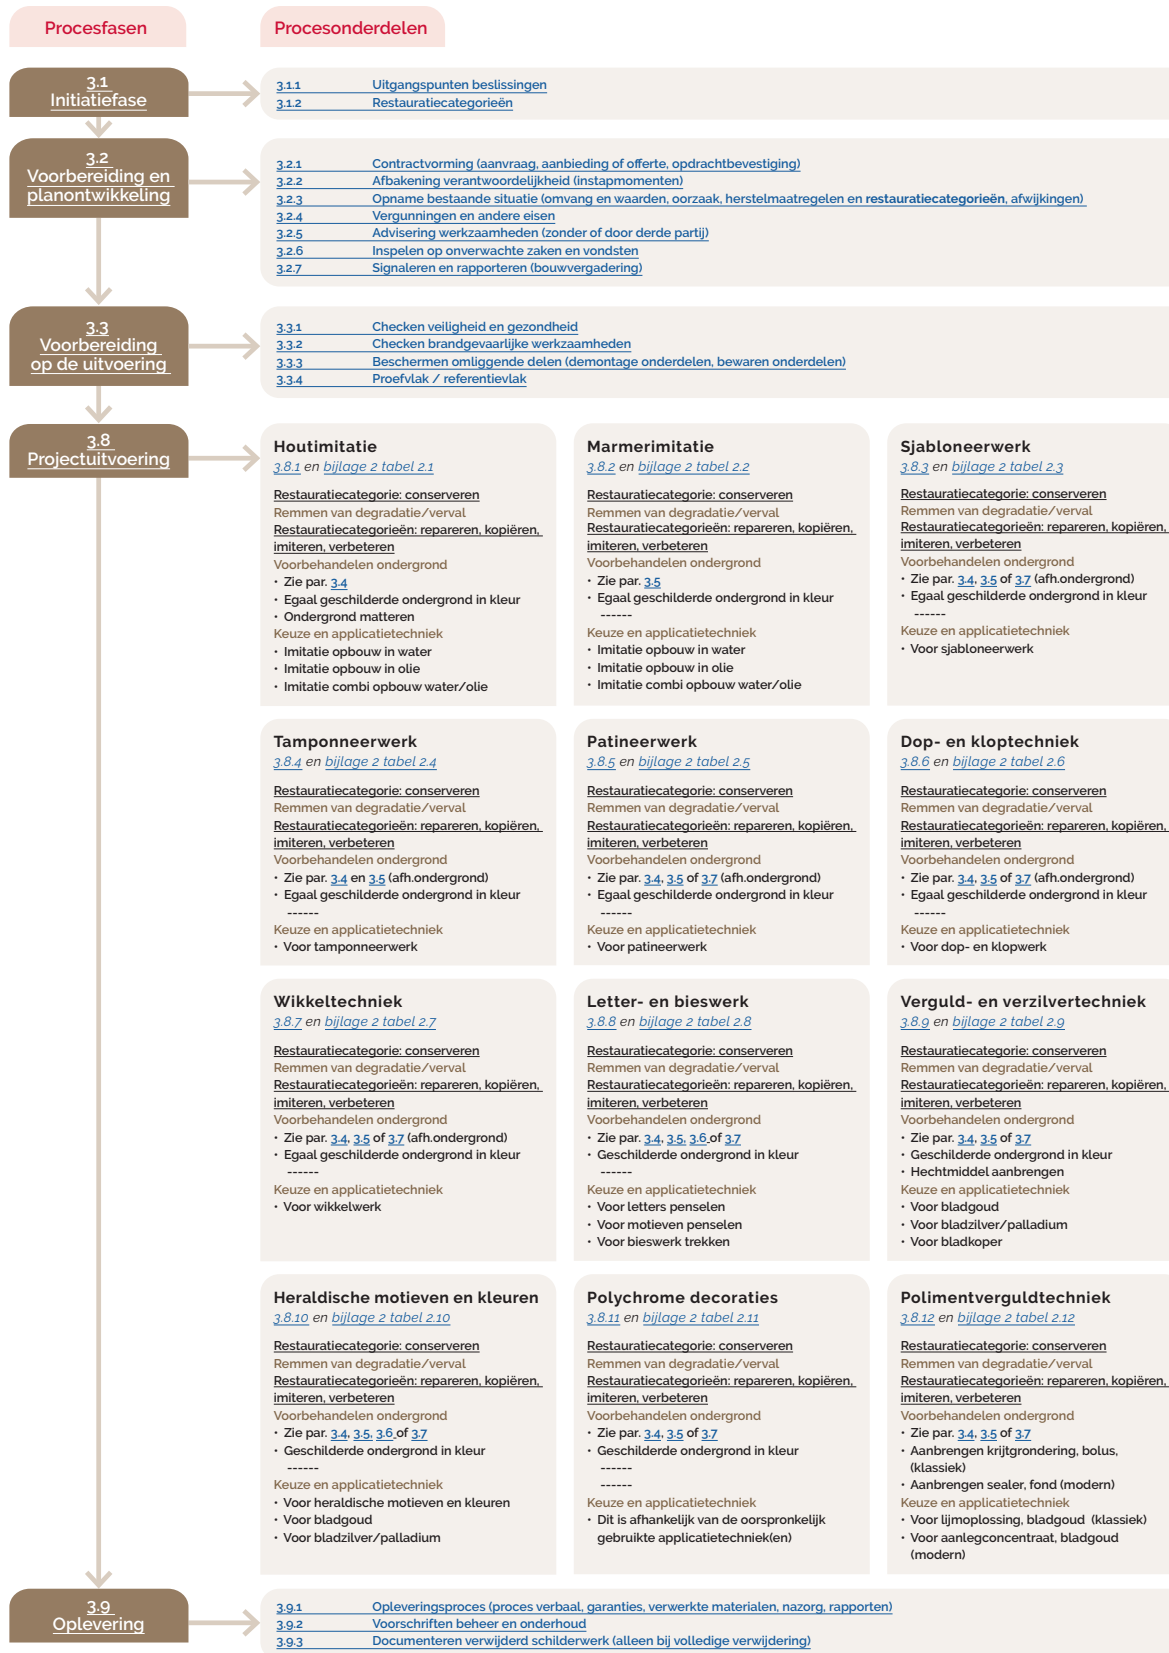 Procesfasen
Procesonderdelen
3.1
Initiatiefase
3.1.1 Uitgangspunten beslissingen
3.1.2 Restauratiecategorieën
3.2
Voorbereiding en
planontwikkeling
3.2.1 Contractvorming (aanvraag, aanbieding of offerte, opdrachtbevestiging)
3.2.2 Afbakening verantwoordelijkheid (instapmomenten)
3.2.3 Opname bestaande situatie (omvang en waarden, oorzaak, herstelmaatregelen en restauratiecategorieën, afwijkingen)
3.2.4 Vergunningen en andere eisen
3.2.5 Advisering werkzaamheden (zonder of door derde partij)
3.2.6 Inspelen op onverwachte zaken en vondsten
3.2.7 Signaleren en rapporteren (bouwvergadering)
3.3
Voorbereiding
op de uitvoering
3.3.1 Checken veiligheid en gezondheid
3.3.2 Checken brandgevaarlijke werkzaamheden
3.3.3 Beschermen omliggende delen (demontage onderdelen, bewaren onderdelen)
3.3.4 Proefvlak / referentievlak
3.8
Projectuitvoering
Houtimitatie
3.8.1 en bijlage 2 tabel 2.1
Restauratiecategorie: conserveren
Remmen van degradatie/verval
Restauratiecategorieën: repareren, kopiëren,
imiteren, verbeteren
Voorbehandelen ondergrond
• Zie par. 3.4
• Egaal geschilderde ondergrond in kleur
• Ondergrond matteren
Keuze en applicatietechniek
• Imitatie opbouw in water
• Imitatie opbouw in olie
• Imitatie combi opbouw water/olie
Marmerimitatie
3.8.2 en bijlage 2 tabel 2.2
Restauratiecategorie: conserveren
Remmen van degradatie/verval
Restauratiecategorieën: repareren, kopiëren,
imiteren, verbeteren
Voorbehandelen ondergrond
• Zie par. 3.5
• Egaal geschilderde ondergrond in kleur
------
Keuze en applicatietechniek
• Imitatie opbouw in water
• Imitatie opbouw in olie
• Imitatie combi opbouw water/olie
Sjabloneerwerk
3.8.3 en bijlage 2 tabel 2.3
Restauratiecategorie: conserveren
Remmen van degradatie/verval
Restauratiecategorieën: repareren, kopiëren,
imiteren, verbeteren
Voorbehandelen ondergrond
• Zie par. 3.4, 3.5 of 3.7 (afh.ondergrond)
• Egaal geschilderde ondergrond in kleur
------
Keuze en applicatietechniek
• Voor sjabloneerwerk
Tamponneerwerk
3.8.4 en bijlage 2 tabel 2.4
Restauratiecategorie: conserveren
Remmen van degradatie/verval
Restauratiecategorieën: repareren, kopiëren,
imiteren, verbeteren
Voorbehandelen ondergrond
• Zie par. 3.4 en 3.5 (afh.ondergrond)
• Egaal geschilderde ondergrond in kleur
------
Keuze en applicatietechniek
• Voor tamponneerwerk
Patineerwerk
3.8.5 en bijlage 2 tabel 2.5
Restauratiecategorie: conserveren
Remmen van degradatie/verval
Restauratiecategorieën: repareren, kopiëren,
imiteren, verbeteren
Voorbehandelen ondergrond
• Zie par. 3.4, 3.5 of 3.7 (afh.ondergrond)
• Egaal geschilderde ondergrond in kleur
------
Keuze en applicatietechniek
• Voor patineerwerk
Dop- en kloptechniek
3.8.6 en bijlage 2 tabel 2.6
Restauratiecategorie: conserveren
Remmen van degradatie/verval
Restauratiecategorieën: repareren, kopiëren,
imiteren, verbeteren
Voorbehandelen ondergrond
• Zie par. 3.4, 3.5 of 3.7 (afh.ondergrond)
• Egaal geschilderde ondergrond in kleur
------
Keuze en applicatietechniek
• Voor dop- en klopwerk
Wikkeltechniek
3.8.7 en bijlage 2 tabel 2.7
Restauratiecategorie: conserveren
Remmen van degradatie/verval
Restauratiecategorieën: repareren, kopiëren,
imiteren, verbeteren
Voorbehandelen ondergrond
• Zie par. 3.4, 3.5 of 3.7 (afh.ondergrond)
• Egaal geschilderde ondergrond in kleur
------
Keuze en applicatietechniek
• Voor wikkelwerk
Letter- en bieswerk
3.8.8 en bijlage 2 tabel 2.8
Restauratiecategorie: conserveren
Remmen van degradatie/verval
Restauratiecategorieën: repareren, kopiëren,
imiteren, verbeteren
Voorbehandelen ondergrond
• Zie par. 3.4, 3.5, 3.6 of 3.7
• Geschilderde ondergrond in kleur
------
Keuze en applicatietechniek
• Voor letters penselen
• Voor motieven penselen
• Voor bieswerk trekken
Verguld- en verzilvertechniek
3.8.9 en bijlage 2 tabel 2.9
Restauratiecategorie: conserveren
Remmen van degradatie/verval
Restauratiecategorieën: repareren, kopiëren,
imiteren, verbeteren
Voorbehandelen ondergrond
• Zie par. 3.4, 3.5 of 3.7
• Geschilderde ondergrond in kleur
• Hechtmiddel aanbrengen
Keuze en applicatietechniek
• Voor bladgoud
• Voor bladzilver/palladium
• Voor bladkoper
Heraldische motieven en kleuren
3.8.10 en bijlage 2 tabel 2.10
Restauratiecategorie: conserveren
Remmen van degradatie/verval
Restauratiecategorieën: repareren, kopiëren,
imiteren, verbeteren
Voorbehandelen ondergrond
• Zie par. 3.4, 3.5, 3.6 of 3.7
• Geschilderde ondergrond in kleur
------
Keuze en applicatietechniek
• Voor heraldische motieven en kleuren
• Voor bladgoud
• Voor bladzilver/palladium
Polychrome decoraties
3.8.11 en bijlage 2 tabel 2.11
Restauratiecategorie: conserveren
Remmen van degradatie/verval
Restauratiecategorieën: repareren, kopiëren,
imiteren, verbeteren
Voorbehandelen ondergrond
• Zie par. 3.4, 3.5 of 3.7
• Geschilderde ondergrond in kleur
------
------
Keuze en applicatietechniek
• Dit is afhankelijk van de oorspronkelijk
gebruikte applicatietechniek(en)
Polimentverguldtechniek
3.8.12 en bijlage 2 tabel 2.12
Restauratiecategorie: conserveren
Remmen van degradatie/verval
Restauratiecategorieën: repareren, kopiëren,
imiteren, verbeteren
Voorbehandelen ondergrond
• Zie par. 3.4, 3.5 of 3.7
• Aanbrengen krijtgrondering, bolus,
(klassiek)
• Aanbrengen sealer, fond (modern)
Keuze en applicatietechniek
• Voor lijmoplossing, bladgoud (klassiek)
• Voor aanlegconcentraat, bladgoud
(modern)
3.9
Oplevering
3.9.1 Opleveringsproces (proces verbaal, garanties, verwerkte materialen, nazorg, rapporten)
3.9.2 Voorschriften beheer en onderhoud
3.9.3 Documenteren verwijderd schilderwerk (alleen bij volledige verwijdering)